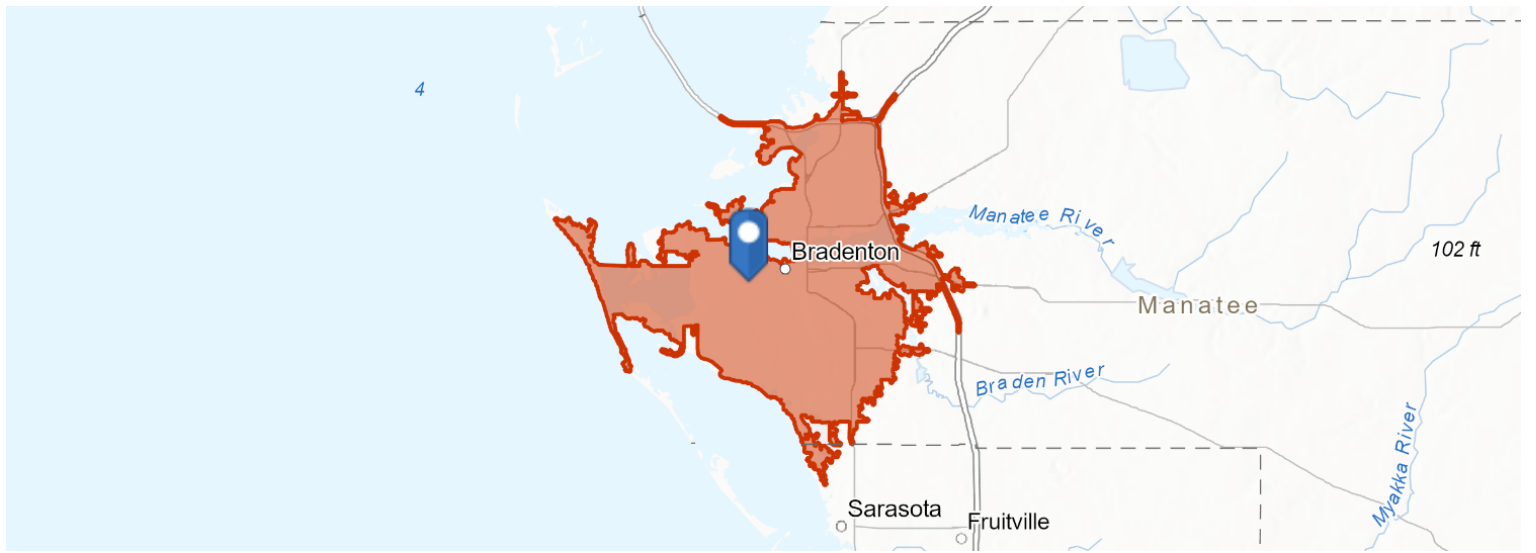 4
Manatee River
Bradenton
102 ft
Manatee
Braden River
Myakka River
Sarasota
Fruitville